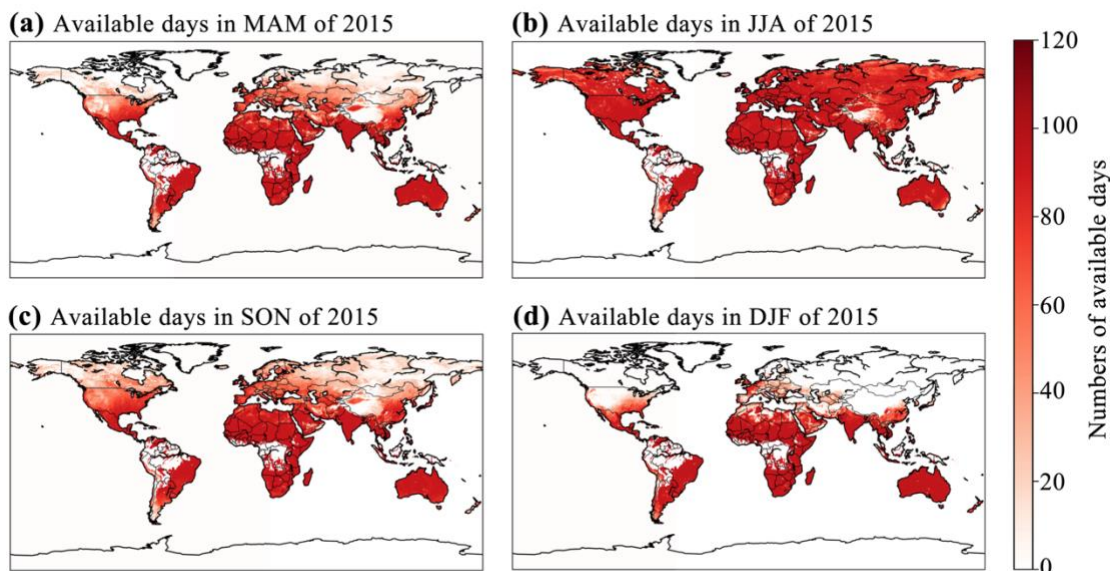 (a) Available days in MAM of 2015
(b) Available days in JJA of 2015
(c) Available days in SON of 2015
(d) Available days in DJF of 2015
120
100
80
60
40
20
0
Numbers of available days